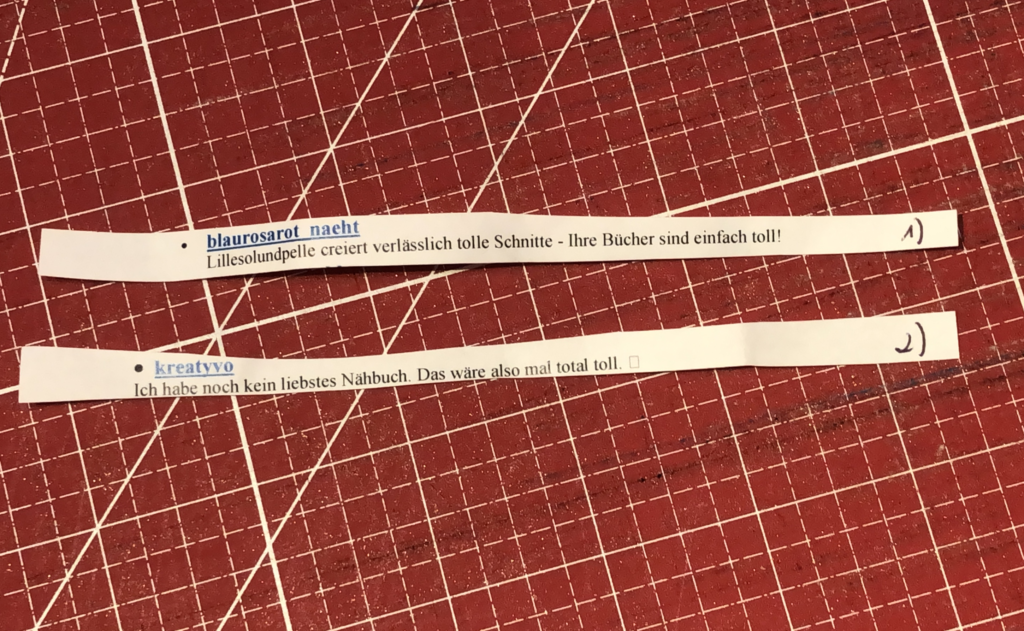 • blaurosarot_naeht
Lillesolundpelle creiert verlässlich tolle Schnitte - Ihre Bücher sind einfach toll!
1)
• kreatyvo
Ich habe noch kein liebstes Nähbuch. Das wäre also mal total toll. □
2)